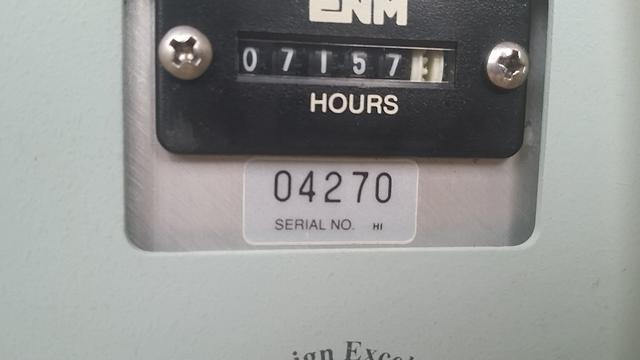 ENM
07157
HOURS
04270
SERIAL NO. HI